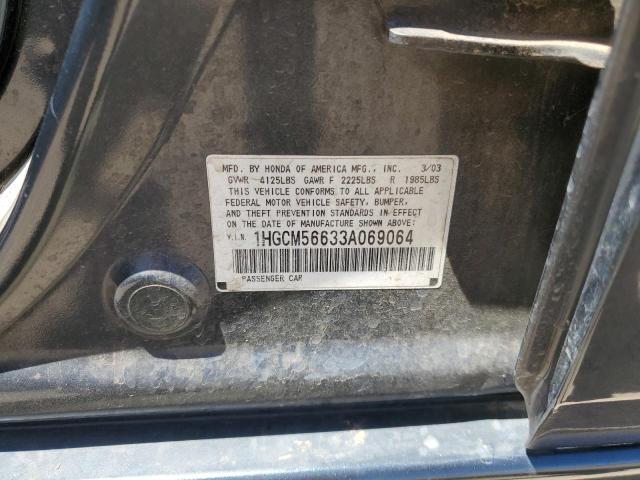 MFD. BY HONDA OF AMERICA MFG., INC. 3/03
GVWR 4125LBS GAWR F 2225LBS R 1985LBS
THIS VEHICLE CONFORMS TO ALL APPLICABLE
FEDERAL MOTOR VEHICLE SAFETY, BUMPER,
AND THEFT PREVENTION STANDARDS IN EFFECT
ON THE DATE OF MANUFACTURE SHOWN ABOVE:
V.I.N. 1HGCM56633A069064
PASSENGER CAR